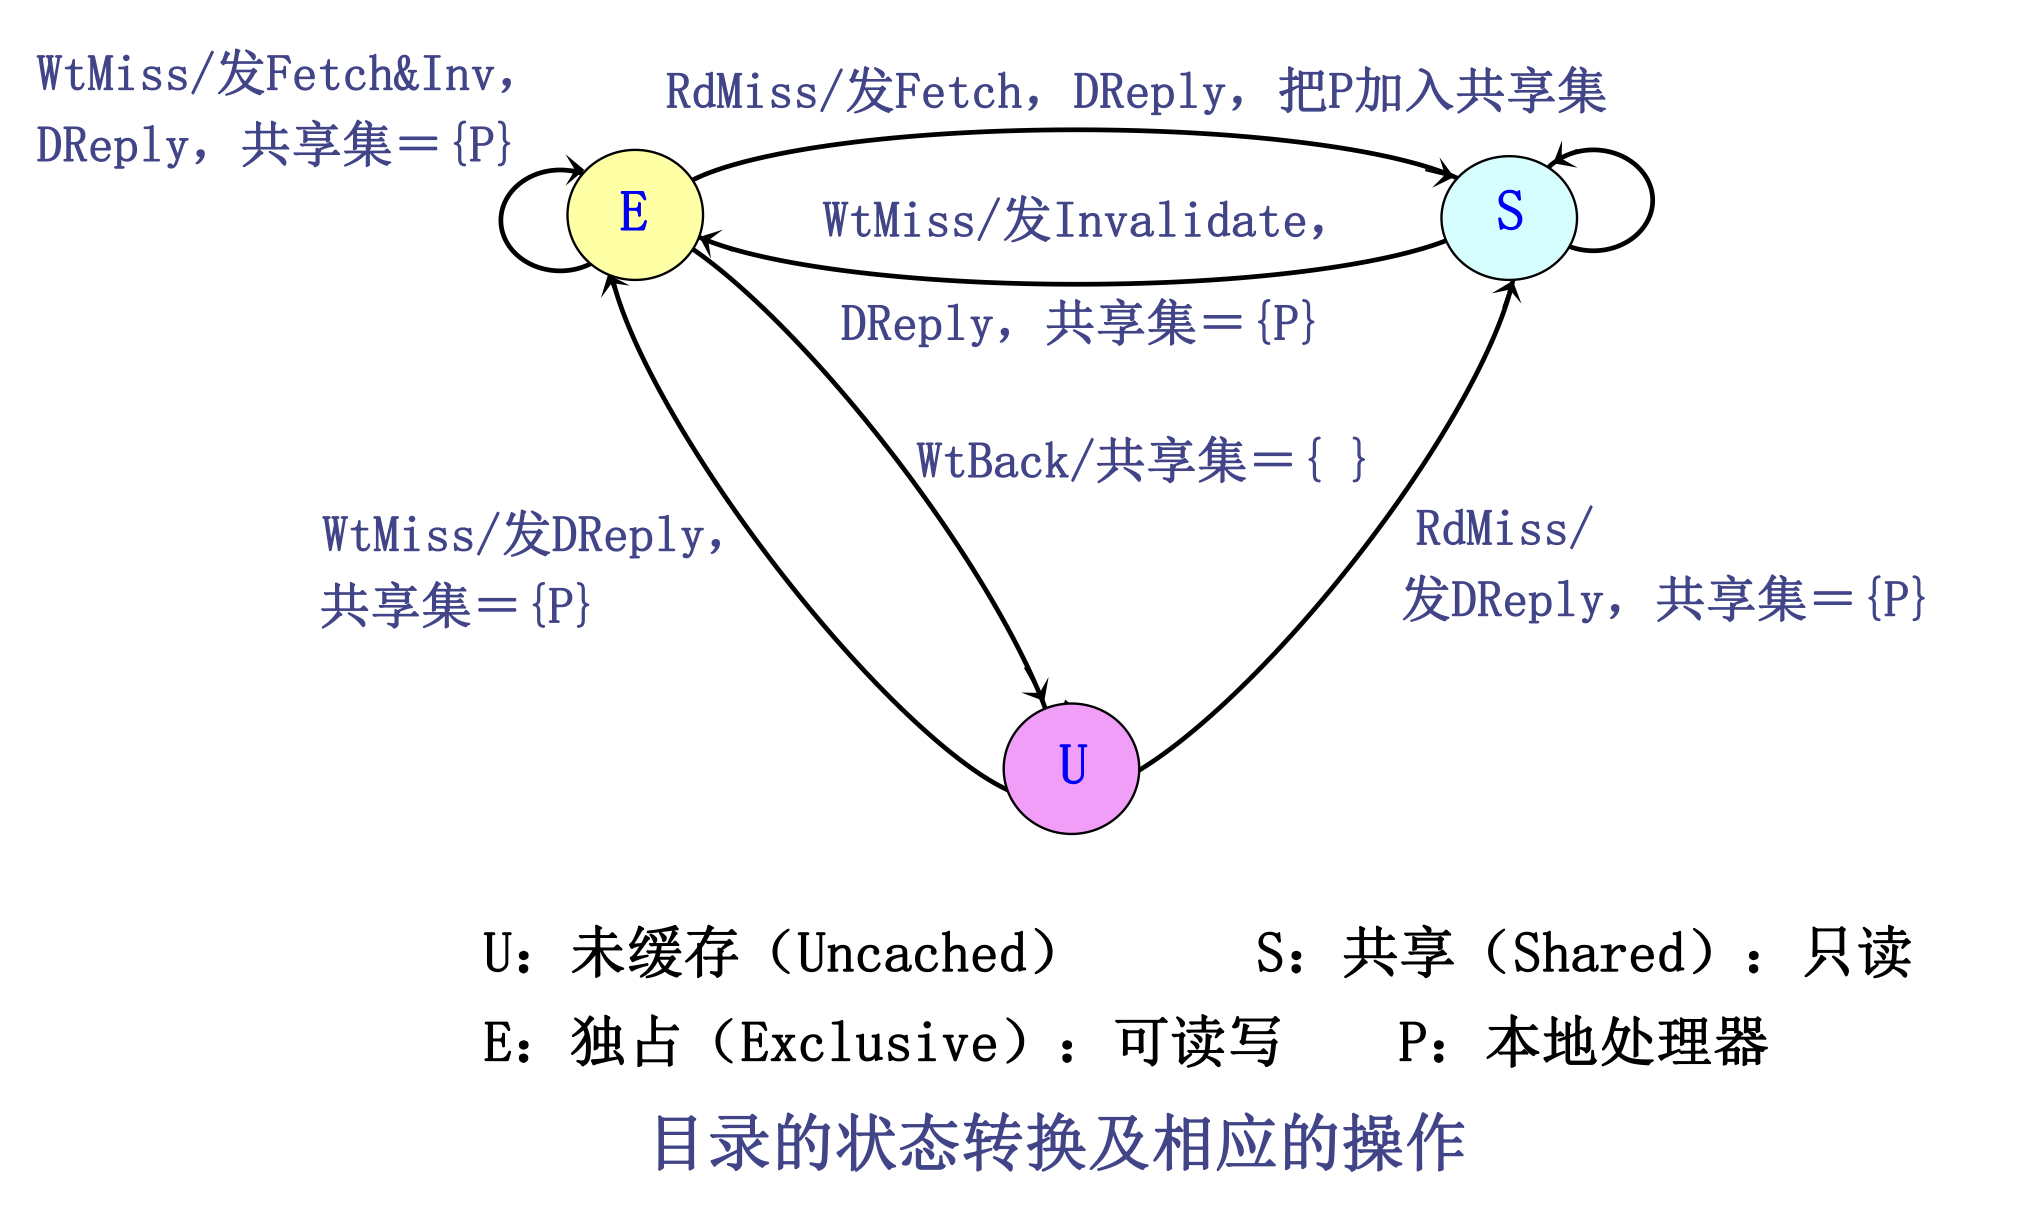 WtMiss/发Fetch&Inv，
DReply，共享集＝{P}
RdMiss/发Fetch，DReply，把P加入共享集
E
S
WtMiss/发Invalidate，
DReply，共享集＝{P}
WtBack/共享集＝{ }
WtMiss/发DReply，
共享集＝{P}
RdMiss/
发DReply，共享集＝{P}
U
U：未缓存（Uncached） S：共享（Shared）：只读
E：独占（Exclusive）：可读写 P：本地处理器
目录的状态转换及相应的操作